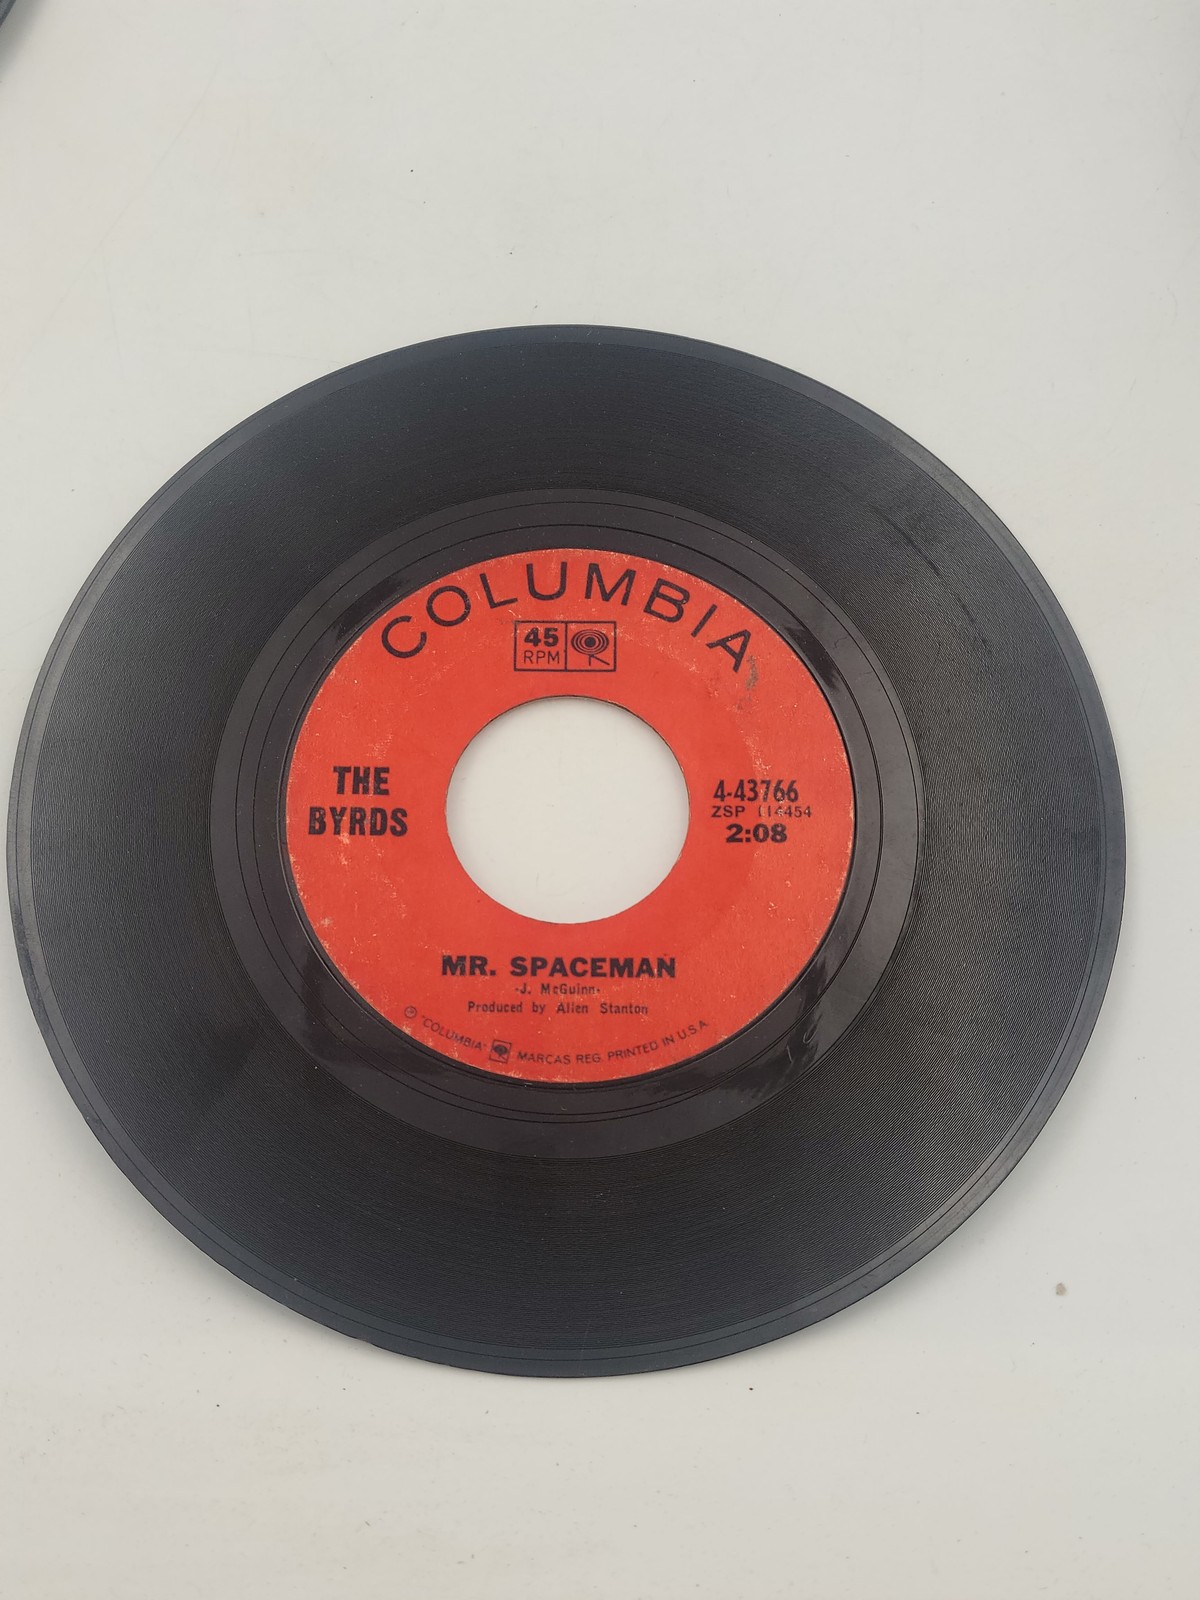 COLUMBIA
45
RPM
THE
BYRDS
4-43766
ZSP 114454
2:08
MR. SPACEMAN
-J. McGuinn-
Produced by Allen Stanton
℗ "COLUMBIA" MARCAS REG. PRINTED IN U.S.A.